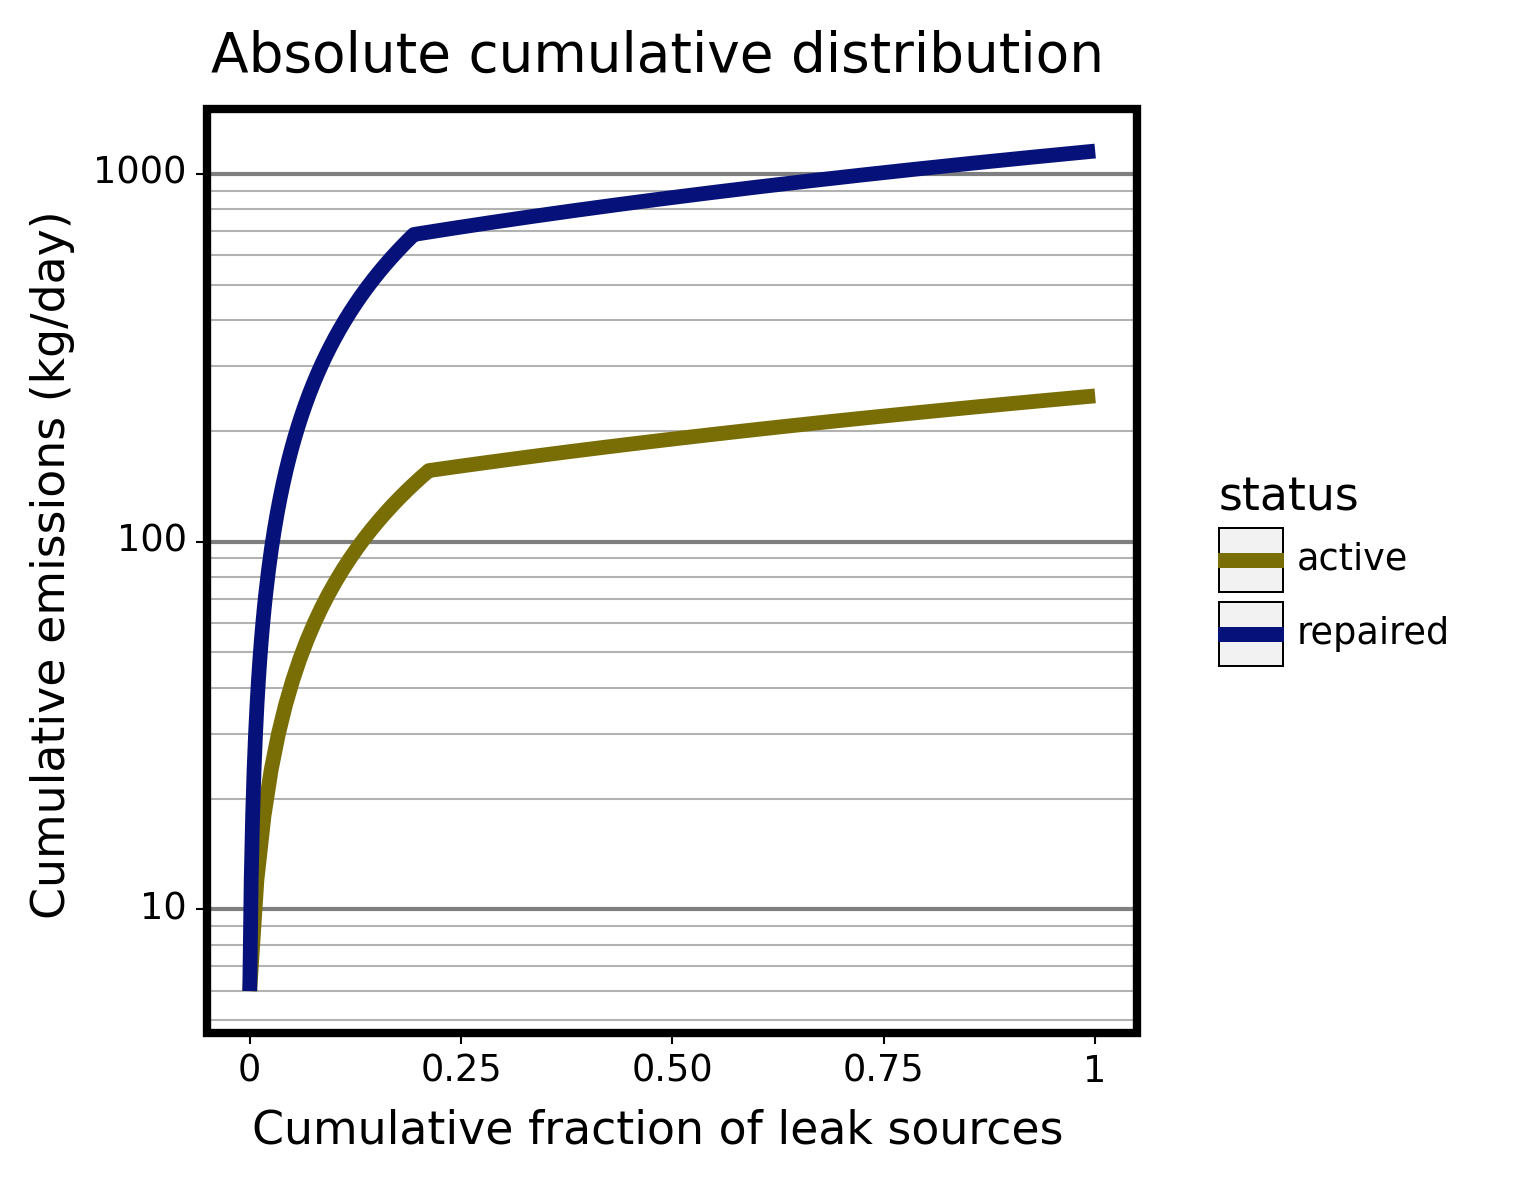 Absolute cumulative distribution
Cumulative emissions (kg/day)
1000
100
10
0
0.25
0.50
0.75
1
Cumulative fraction of leak sources
status
active
repaired